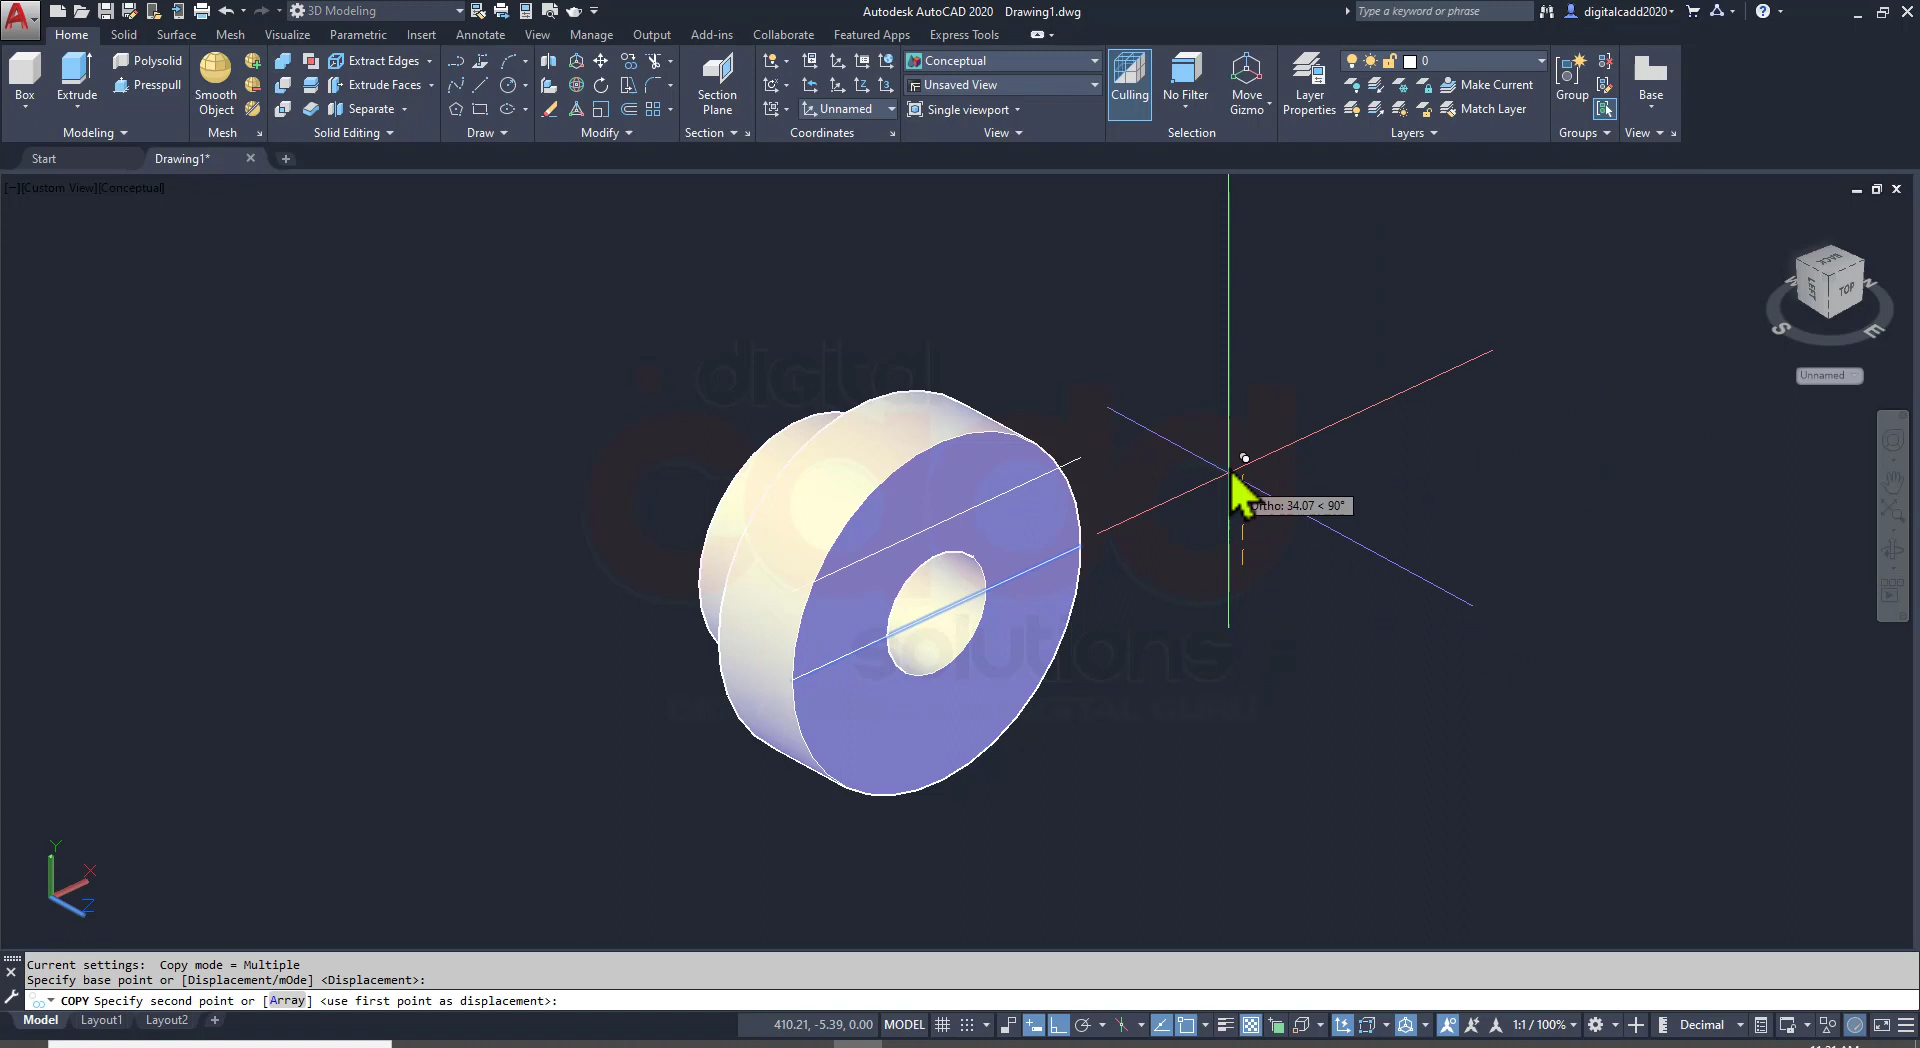 3D Modeling
Autodesk AutoCAD 2020 Drawing1.dwg
Type a keyword or phrase
digitalcadd2020
Home Solid Surface Mesh Visualize Parametric Insert Annotate View Manage Output Add-ins Collaborate Featured Apps Express Tools
Box
Extrude
Polysolid
Presspull
Modeling
Smooth
Object
Mesh
Extract Edges
Extrude Faces
Separate
Solid Editing
Draw
Modify
Section
Plane
Section
Unnamed
Coordinates
Conceptual
Unsaved View
Single viewport
View
Culling
No Filter
Move
Gizmo
Selection
Layer
Properties
0
Make Current
Match Layer
Layers
Group
Groups
Base
View
Start
Drawing1*
[−][Custom View][Conceptual]
BACK
LEFT
TOP
S
E
Unnamed
digital
cadd
solutions
Ortho: 34.07 < 90°
Y
X
Z
Current settings: Copy mode = Multiple
Specify base point or [Displacement/mOde] <Displacement>:
COPY Specify second point or [Array] <use first point as displacement>:
Model Layout1 Layout2
410.21, -5.39, 0.00 MODEL
1:1 / 100%
Decimal